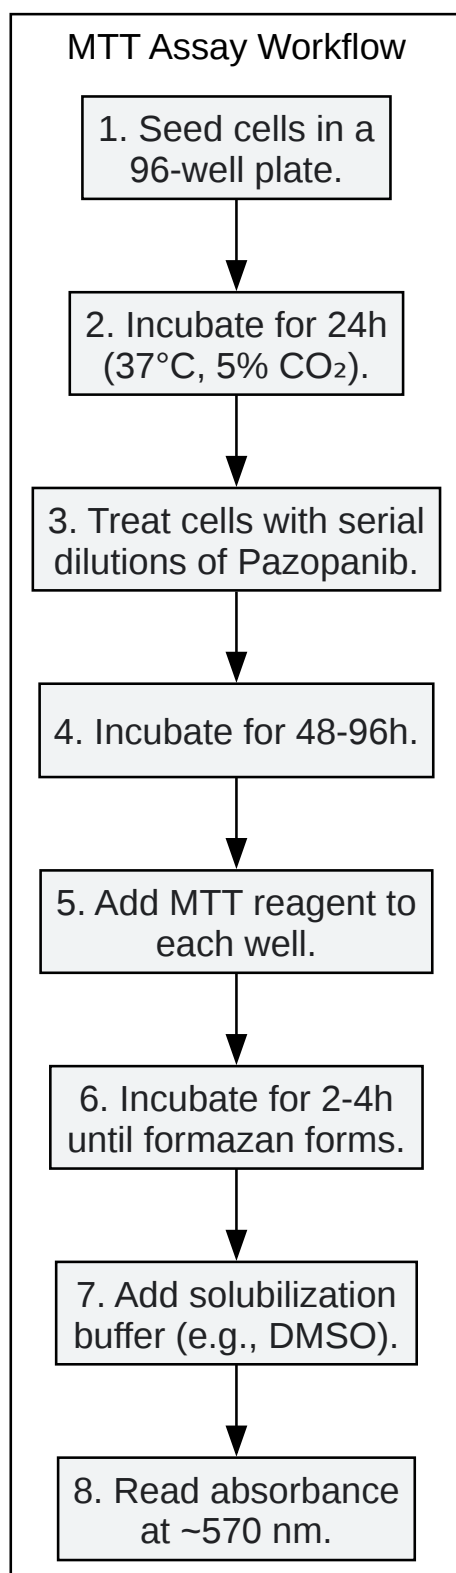 MTT Assay Workflow
1. Seed cells in a
96-well plate.
2. Incubate for 24h
(37°C, 5% CO₂).
3. Treat cells with serial
dilutions of Pazopanib.
4. Incubate for 48-96h.
5. Add MTT reagent to
each well.
6. Incubate for 2-4h
until formazan forms.
7. Add solubilization
buffer (e.g., DMSO).
8. Read absorbance
at ~570 nm.